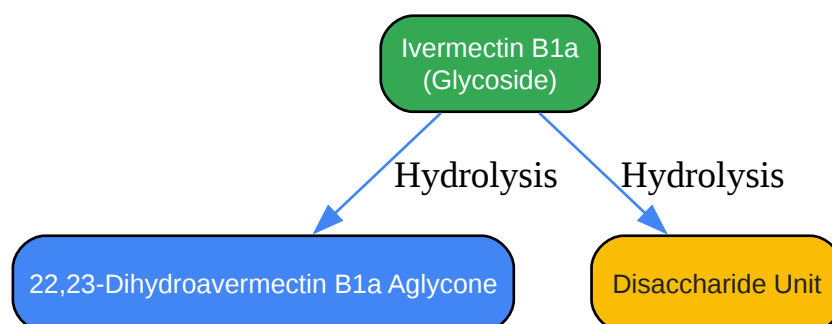 Ivermectin B1a
(Glycoside)
Hydrolysis
Hydrolysis
22,23-Dihydroavermectin B1a Aglycone
Disaccharide Unit